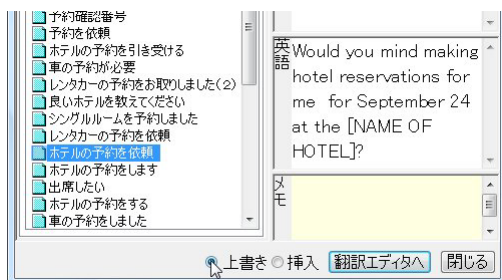 予約確認番号
予約を依頼
ホテルの予約を引き受ける
車の予約が必要
レンタカーの予約をお取りしました(2)
良いホテルを教えてください
シングルルームを予約しました
レンタカーの予約を依頼
ホテルの予約を依頼
ホテルの予約をします
出席したい
ホテルの予約をする
車の予約をしました
英語
Would you mind making
hotel reservations for
me for September 24
at the [NAME OF
HOTEL]?
メモ
上書き 挿入 翻訳エディタへ 閉じる